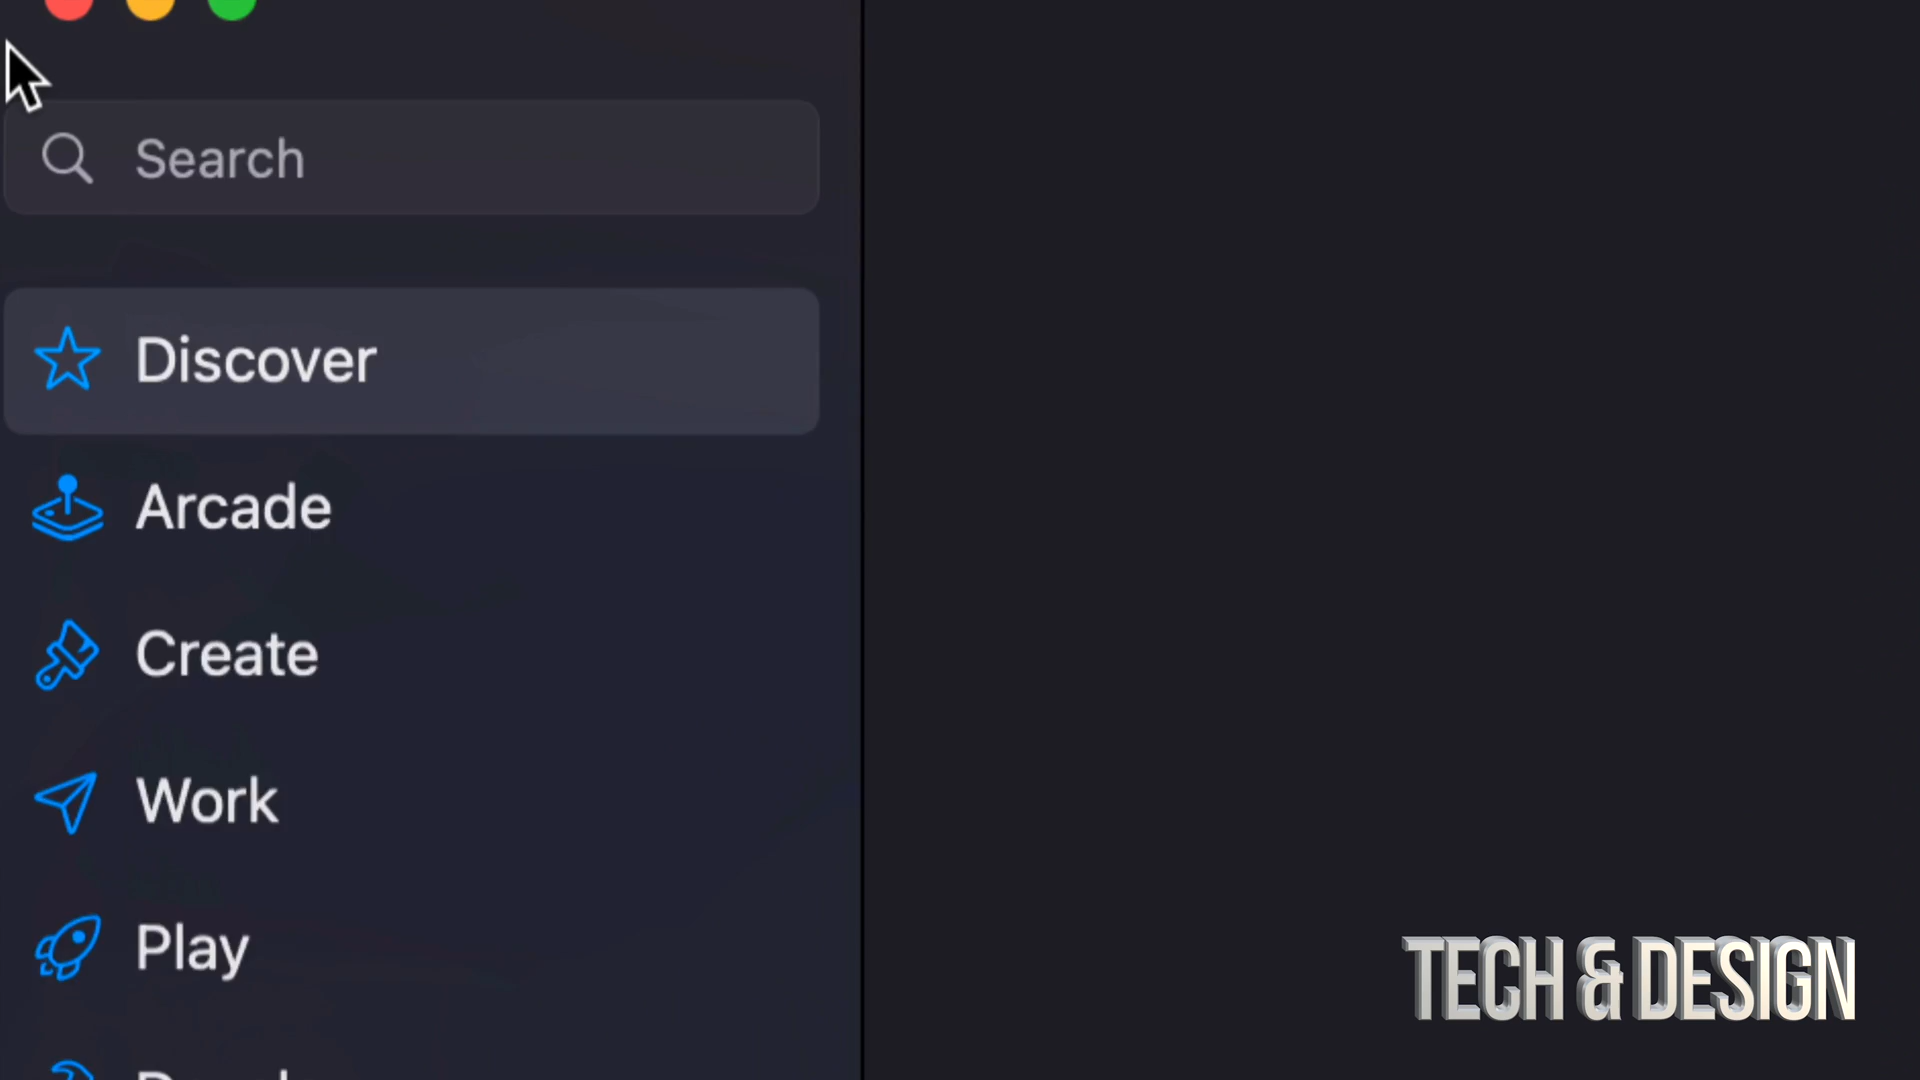 Search
Discover
Arcade
Create
Work
Play
TECH & DESIGN